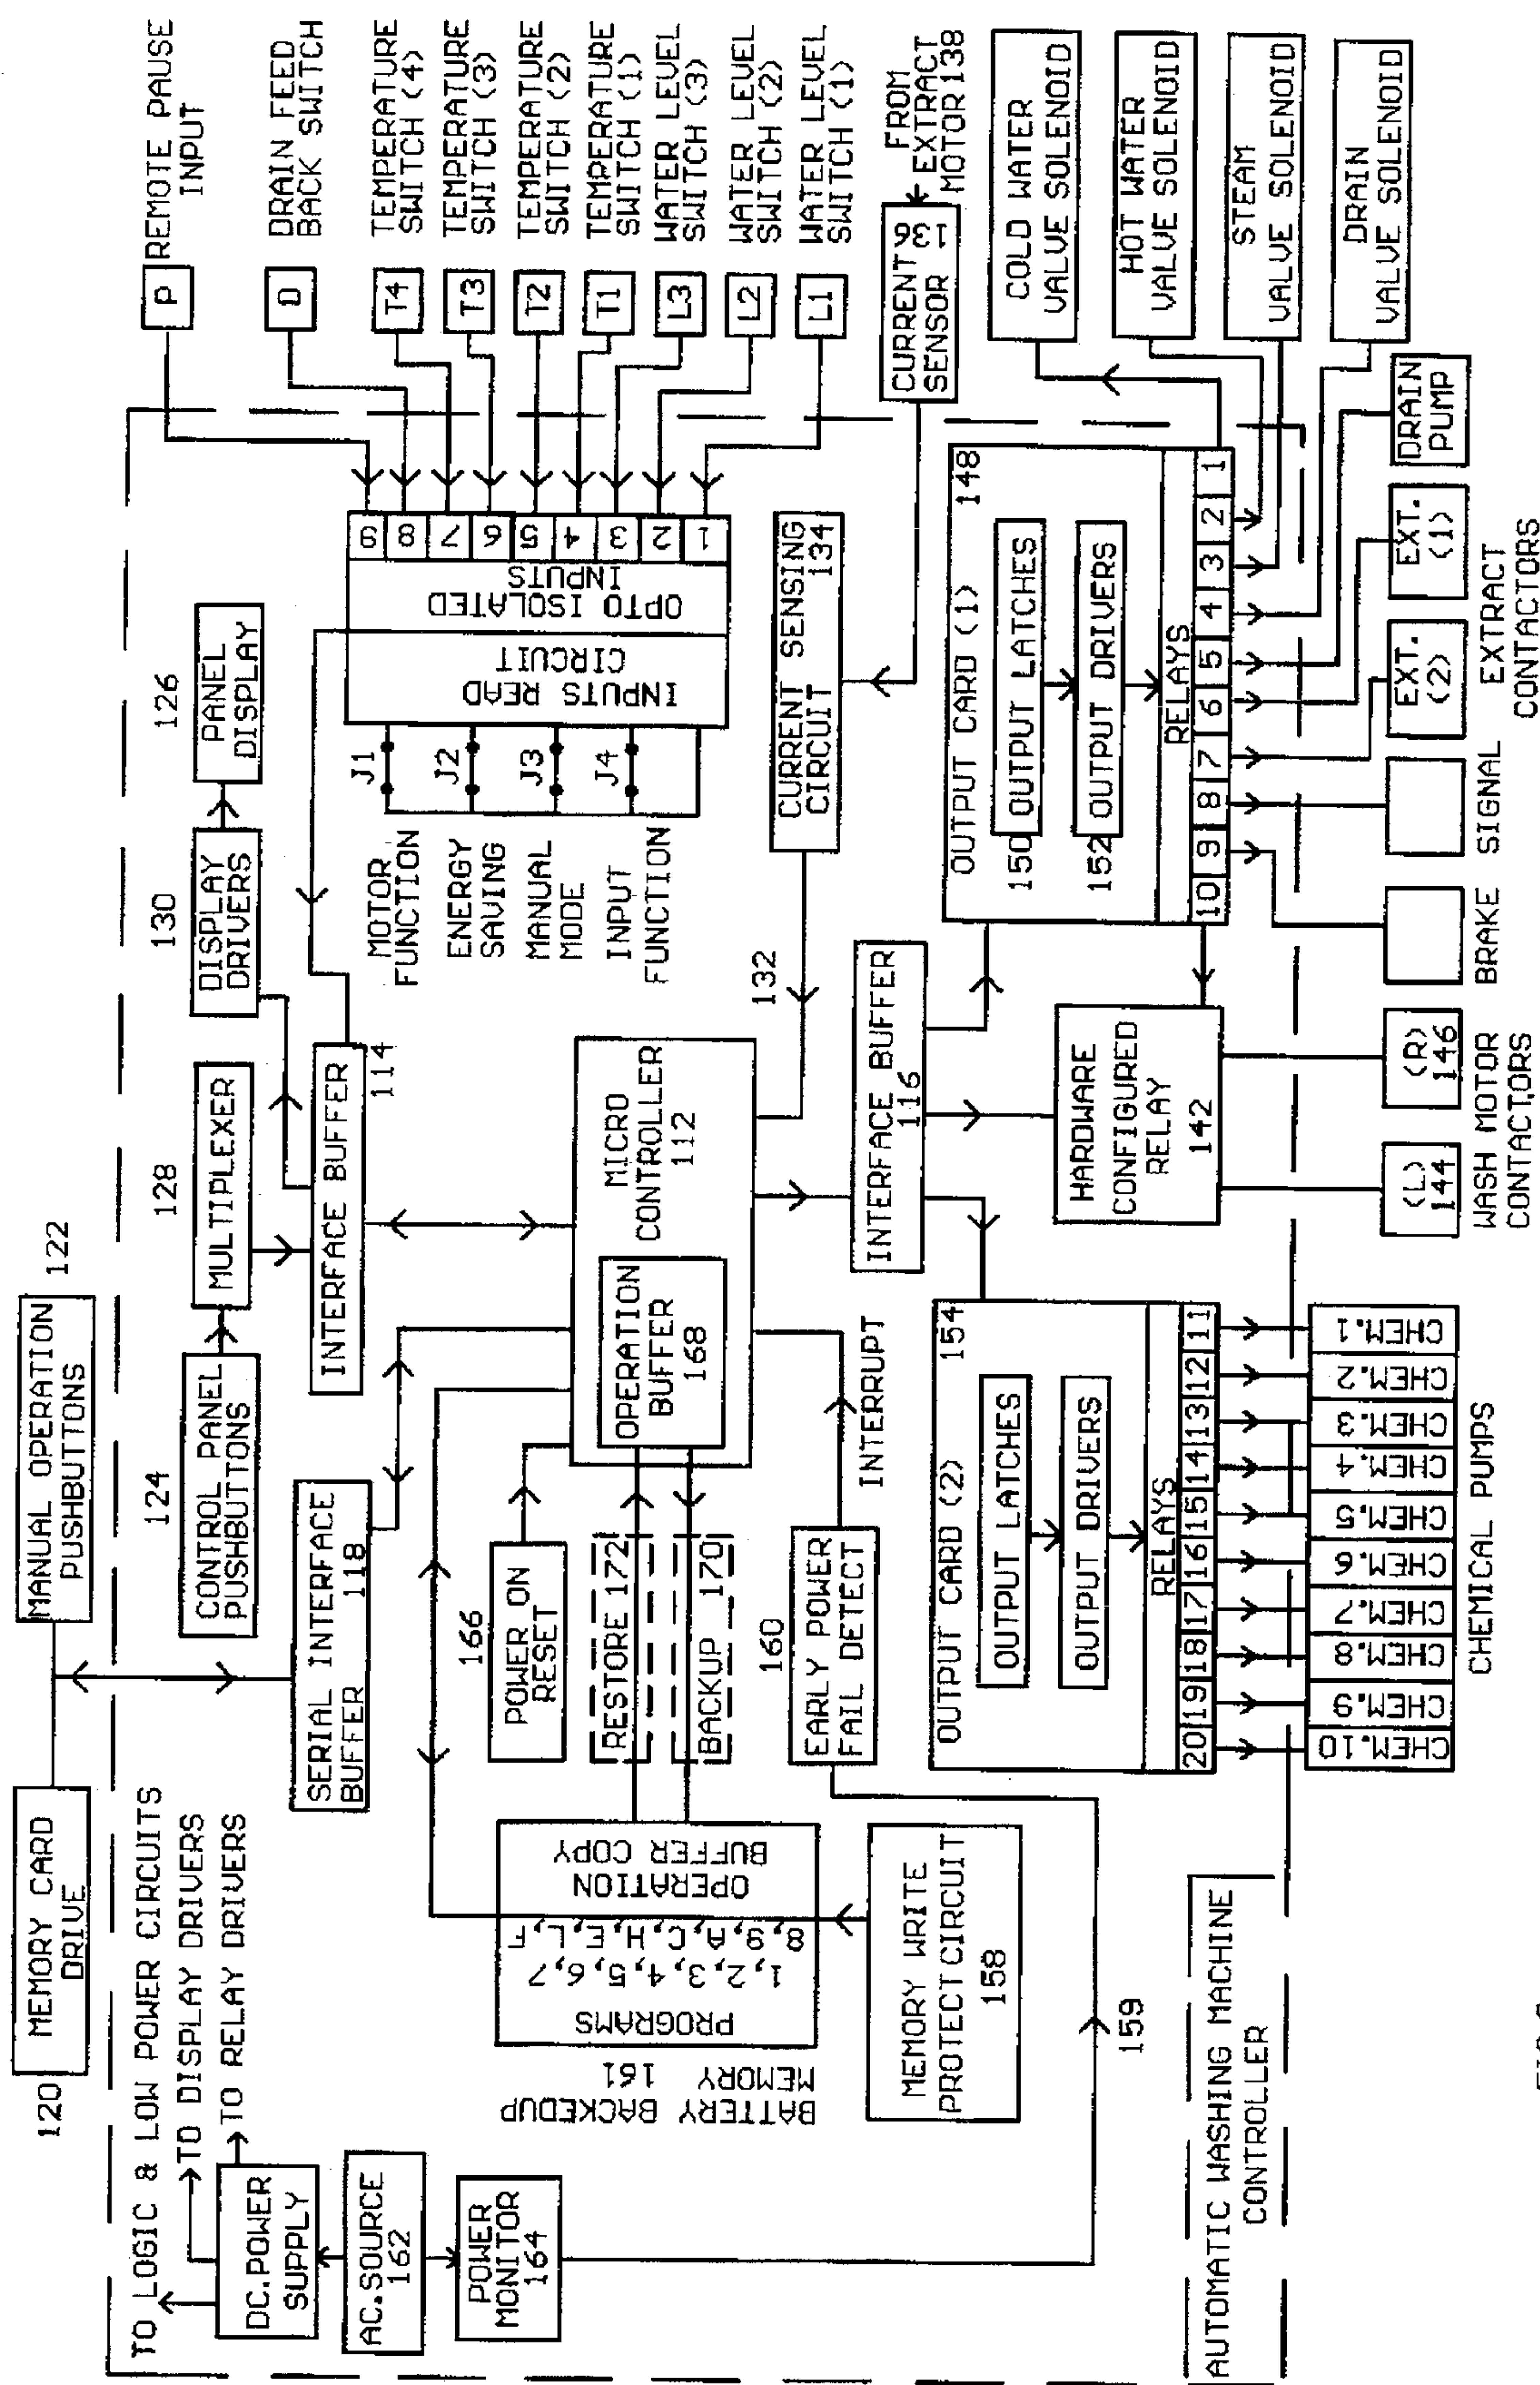 120
MEMORY CARD
DRIVE
MANUAL OPERATION
PUSHBUTTONS
122
TO LOGIC & LOW POWER CIRCUITS
TO DISPLAY DRIVERS
TO RELAY DRIVERS
DC.POWER
SUPPLY
AC.SOURCE
162
POWER
MONITOR
164
124
CONTROL PANEL
PUSHBUTTONS
128
MULTIPLEXER
130
DISPLAY
DRIVERS
126
PANEL
DISPLAY
SERIAL INTERFACE
BUFFER 118
INTERFACE BUFFER
114
166
POWER ON
RESET
RESTORE 172
BACKUP 170
160
EARLY POWER
FAIL DETECT
INTERRUPT
BATTERY BACKEDUP
MEMORY 161
PROGRAMS
1,2,3,4,5,6,7
8,9,A,C,H,E,L,F
OPERATION
BUFFER COPY
MEMORY WRITE
PROTECT CIRCUIT
158
159
MICRO
CONTROLLER
112
OPERATION
BUFFER
168
MOTOR
FUNCTION
J1
ENERGY
SAVING
J2
MANUAL
MODE
J3
INPUT
FUNCTION
J4
INPUTS READ
CIRCUIT
OPTO ISOLATED
INPUTS
9
8
7
6
5
4
3
2
1
P
REMOTE PAUSE
INPUT
D
DRAIN FEED
BACK SWITCH
T4
TEMPERATURE
SWITCH (4)
T3
TEMPERATURE
SWITCH (3)
T2
TEMPERATURE
SWITCH (2)
T1
TEMPERATURE
SWITCH (1)
L3
WATER LEVEL
SWITCH (3)
L2
WATER LEVEL
SWITCH (2)
L1
WATER LEVEL
SWITCH (1)
132
CURRENT SENSING
CIRCUIT 134
CURRENT
SENSOR 136
FROM
EXTRACT
MOTOR 138
INTERFACE BUFFER
116
OUTPUT CARD (2) 154
OUTPUT LATCHES
OUTPUT DRIVERS
RELAYS
20 19 18 17 16 15 14 13 12 11
CHEM.10
CHEM.9
CHEM.8
CHEM.7
CHEM.6
CHEM.5
CHEM.4
CHEM.3
CHEM.2
CHEM.1
CHEMICAL PUMPS
HARDWARE
CONFIGURED
RELAY
142
OUTPUT CARD (1) 148
150 OUTPUT LATCHES
152 OUTPUT DRIVERS
RELAYS
10 9 8 7 6 5 4 3 2 1
COLD WATER
VALVE SOLENOID
HOT WATER
VALVE SOLENOID
STEAM
VALVE SOLENOID
DRAIN
VALVE SOLENOID
(L)
144
(R)
146
WASH MOTOR
CONTACTORS
BRAKE
SIGNAL
EXT.
(2)
EXT.
(1)
EXTRACT
CONTACTORS
DRAIN
PUMP
AUTOMATIC WASHING MACHINE
CONTROLLER